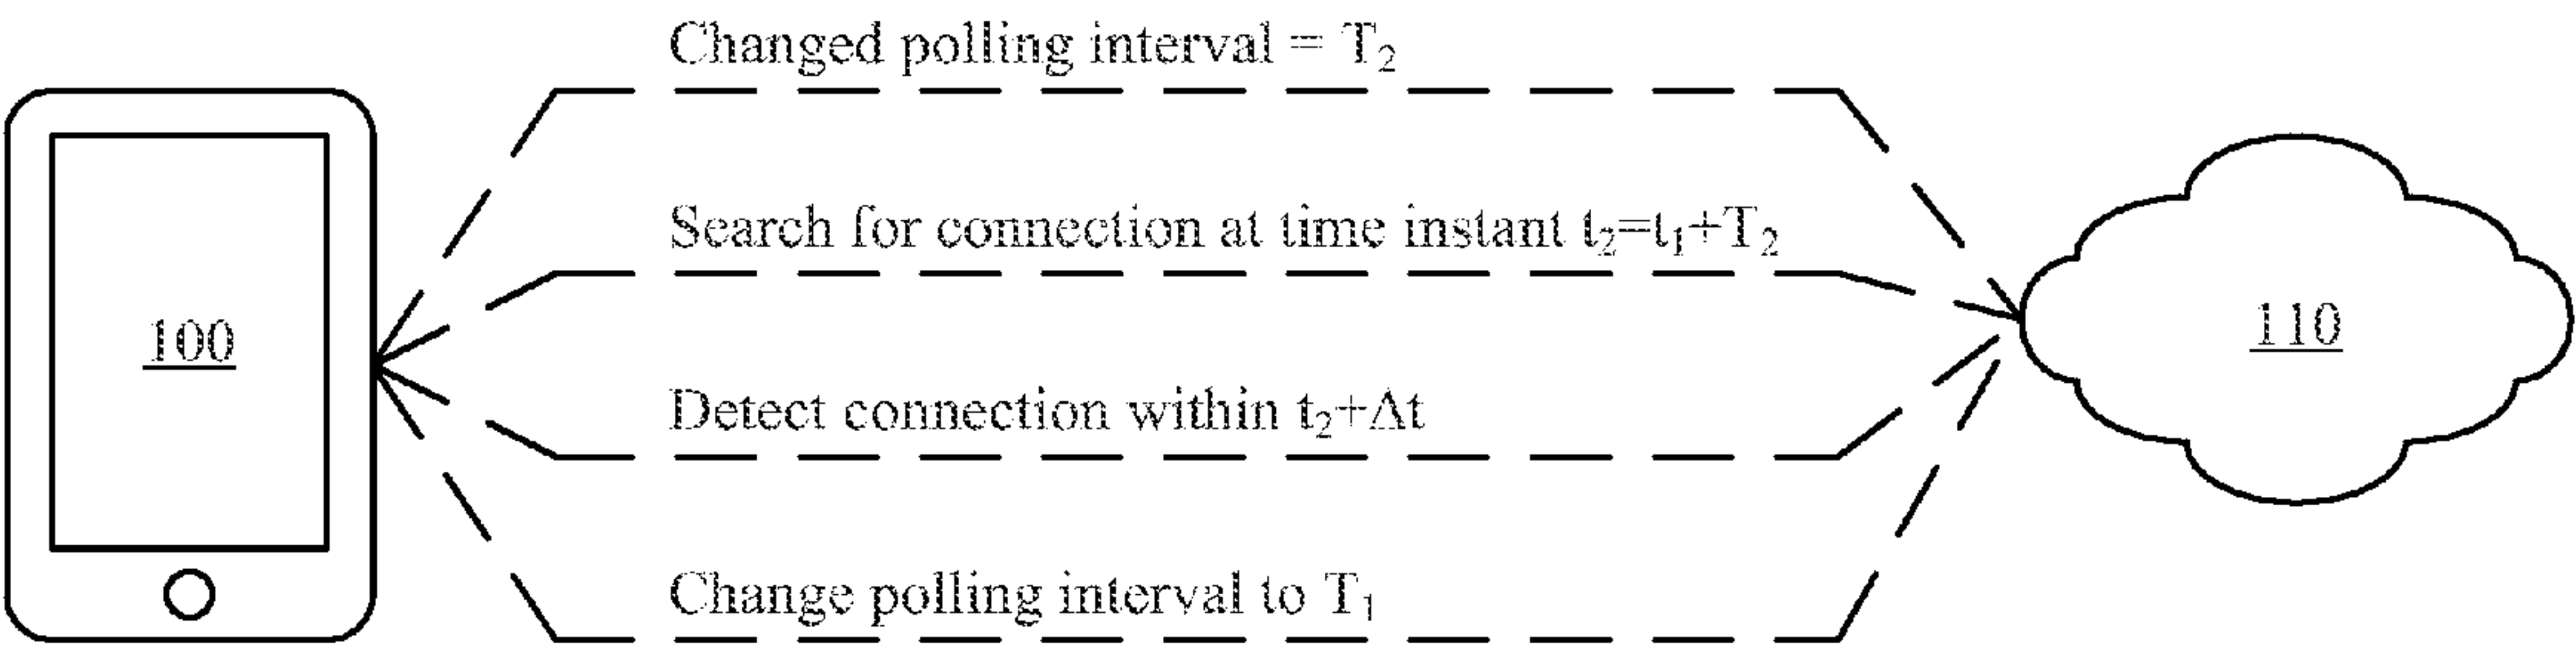 Changed polling interval = T₂
Search for connection at time instant t₂=t₁+T₂
100
110
Detect connection within t₂+Δt
Change polling interval to T₁